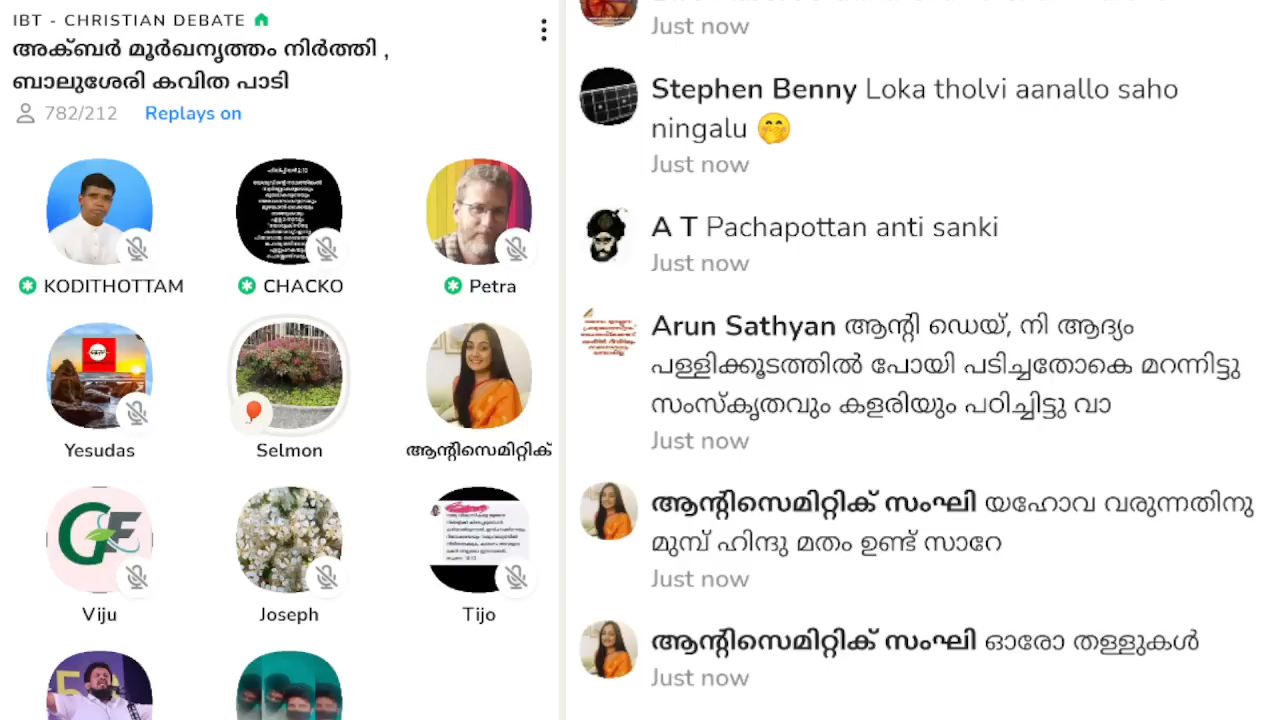 IBT - CHRISTIAN DEBATE
അക്ബർ മൂർഖനൃത്തം നിർത്തി ,
ബാലുശേരി കവിത പാടി
782/212 Replays on
KODITHOTTAM CHACKO Petra
Yesudas Selmon ആന്റിസെമിറ്റിക്
GF
Viju Joseph Tijo
Just now
Stephen Benny Loka tholvi aanallo saho
ningalu 🤭
Just now
A T Pachapottan anti sanki
Just now
Arun Sathyan ആന്റി ഡെയ്, നി ആദ്യം
പള്ളിക്കൂടത്തിൽ പോയി പടിച്ചതോകെ മറന്നിട്ടു
സംസ്കൃതവും കളരിയും പഠിച്ചിട്ടു വാ
Just now
ആന്റിസെമിറ്റിക് സംഘി യഹോവ വരുന്നതിനു
മുമ്പ് ഹിന്ദു മതം ഉണ്ട് സാറേ
Just now
ആന്റിസെമിറ്റിക് സംഘി ഓരോ തള്ളുകൾ
Just now